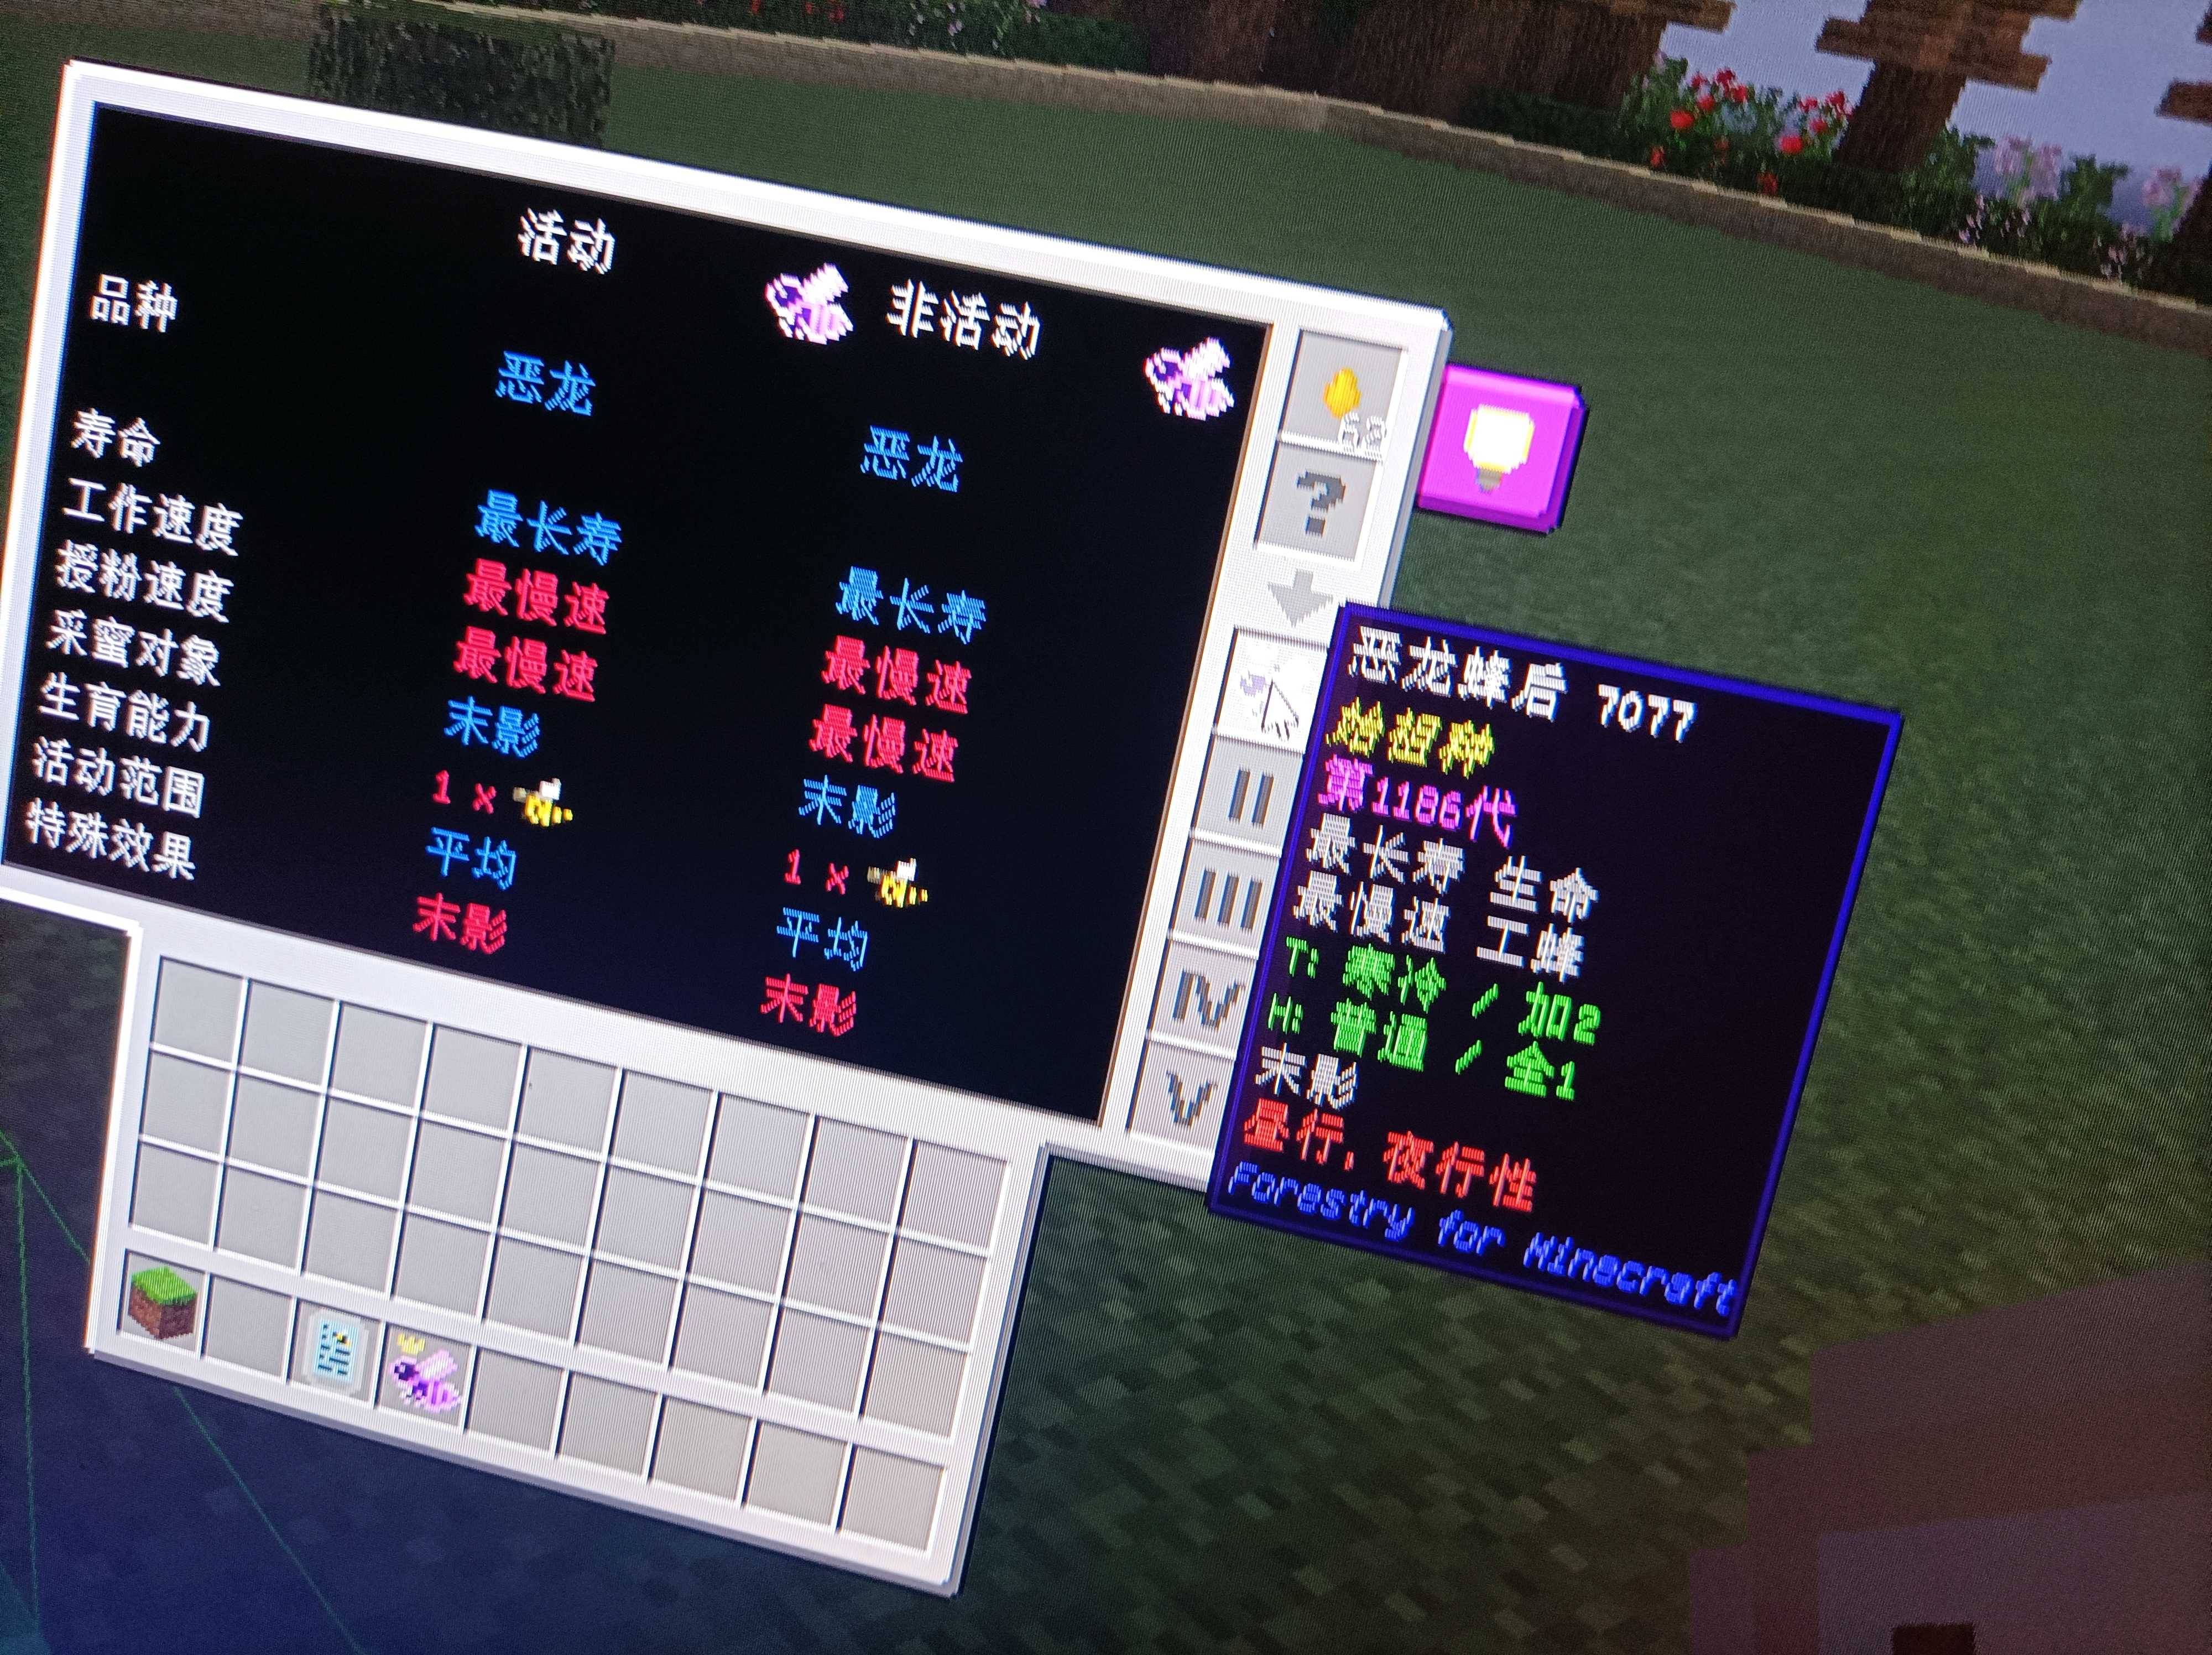 活动 非活动
品种 恶龙 恶龙
寿命 最长寿 最长寿
工作速度 最慢速 最慢速
授粉速度 最慢速 最慢速
采蜜对象 末影 末影
生育能力 1 x 1 x
活动范围 平均 平均
特殊效果 末影 末影
?
II
III
IV
V
恶龙蜂后 7077
始祖种
第1186代
最长寿 生命
最慢速 工蜂
T: 寒冷 / 加2
H: 普通 / 全1
末影
昼行, 夜行性
Forestry for Minecraft